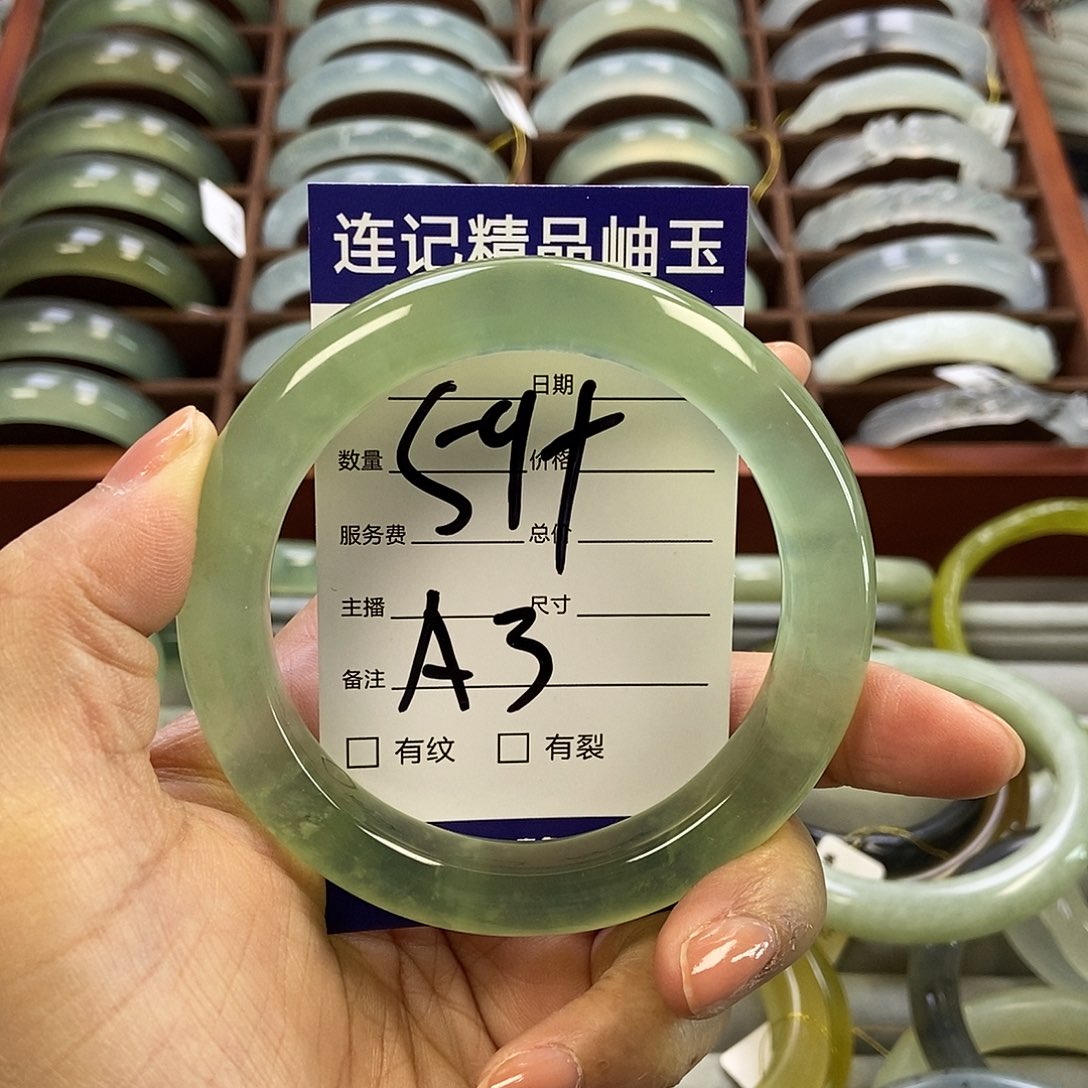 连记精品岫玉
日期
数量 价格
服务费 总价
59+
主播 尺寸
备注
A3
□ 有纹 □ 有裂